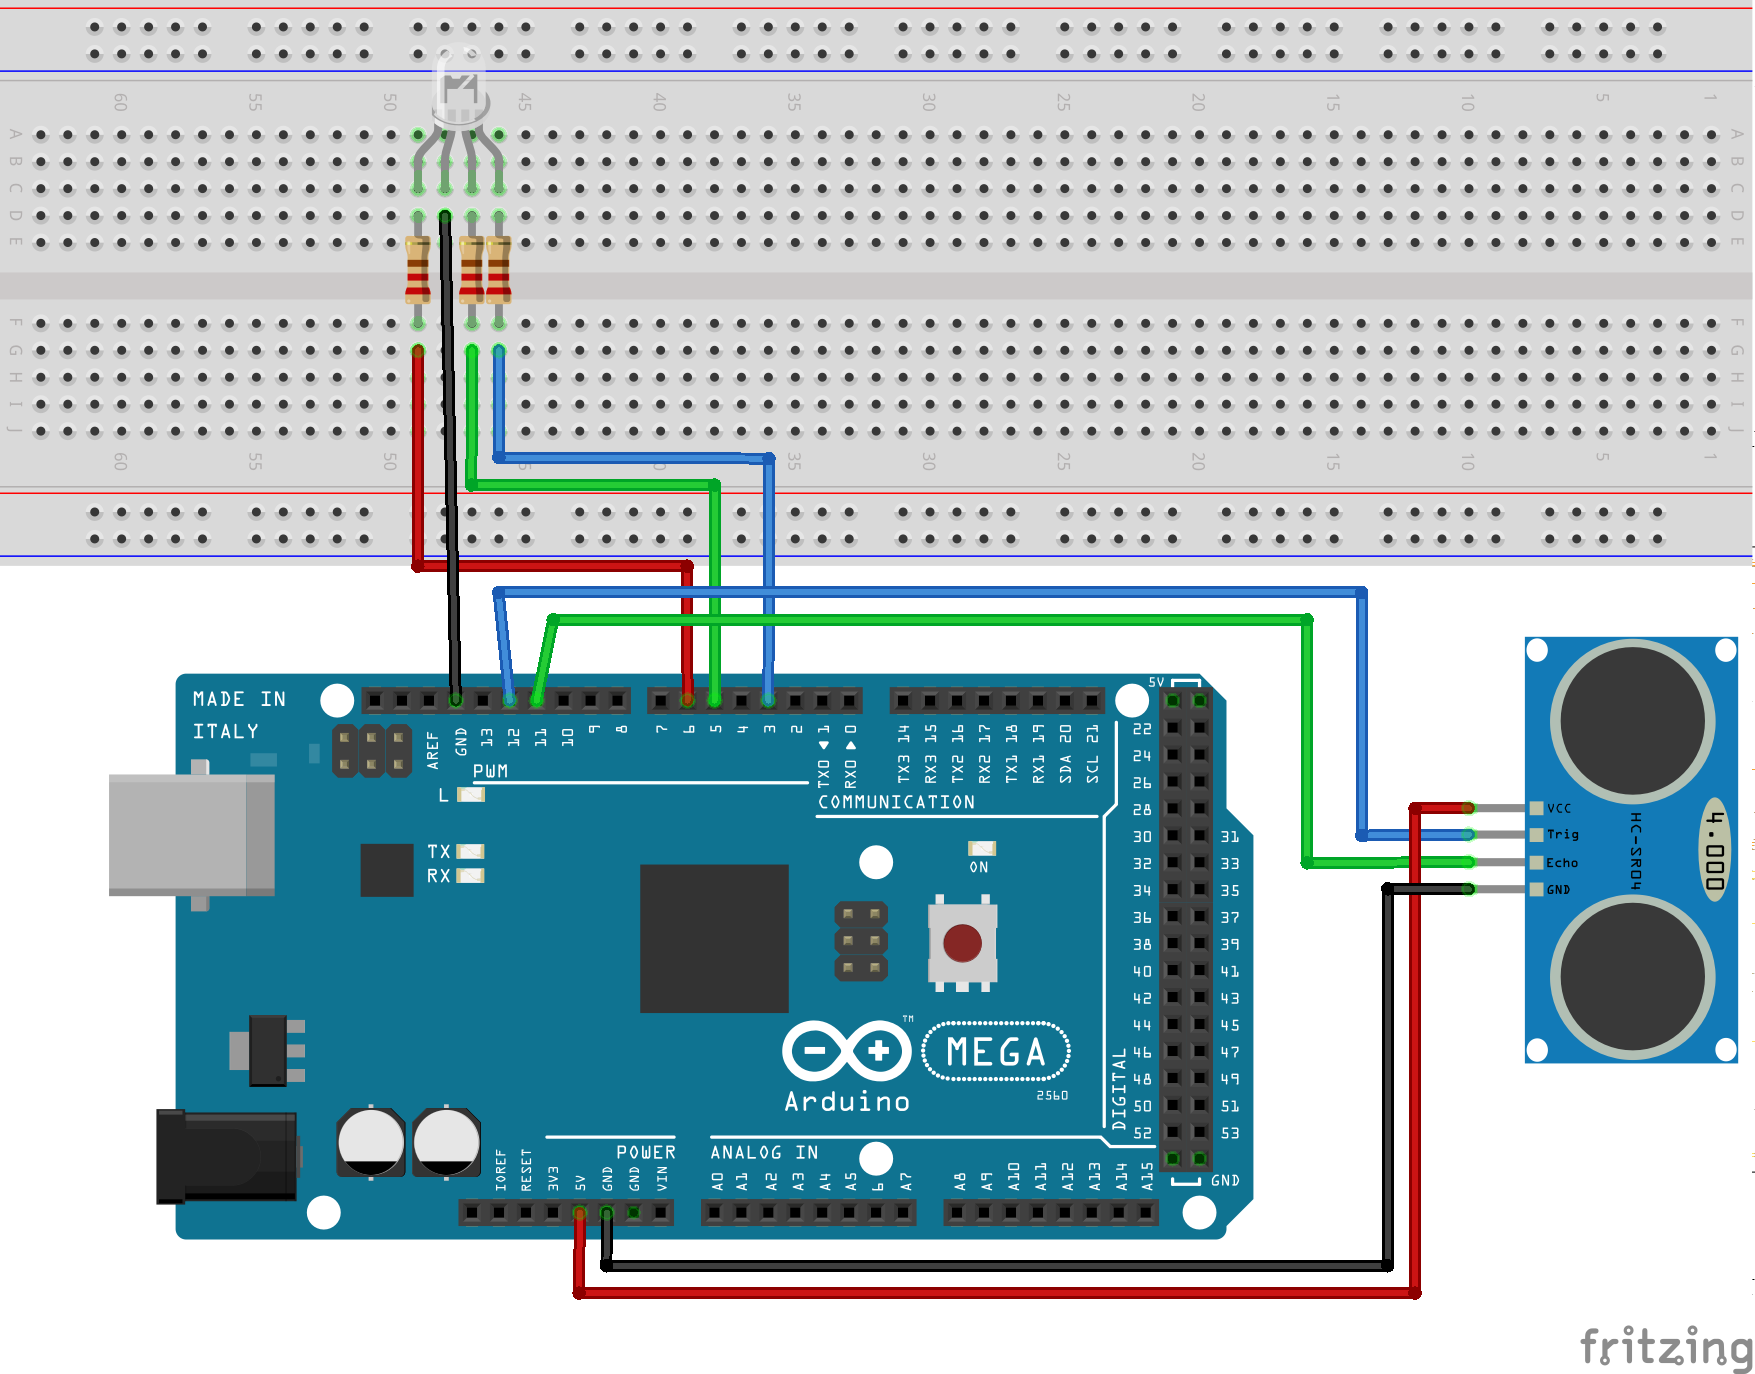 60 55 50 45 40 35 30 25 20 15 10 5 1
A A
B B
C C
D D
E E
F F
G G
H H
I I
J J
60 55 50 45 40 35 30 25 20 15 10 5 1
MADE IN
ITALY
AREF
GND
13
12
11
10
9
8
7
6
5
4
3
2
TX0 ▶ 1
RX0 ◀ 0
TX3 14
RX3 15
TX2 16
RX2 17
TX1 18
RX1 19
SDA 20
SCL 21
PWM
COMMUNICATION
L
TX
RX
ON
5V
22
24
26
28
30 31
32 33
34 35
36 37
38 39
40 41
42 43
44 45
46 47
48 49
50 51
52 53
GND
DIGITAL
TM
MEGA
Arduino
2560
POWER
ANALOG IN
IOREF
RESET
3V3
5V
GND
GND
VIN
A0
A1
A2
A3
A4
A5
6
A7
A8
A9
A10
A11
A12
A13
A14
A15
VCC
Trig
Echo
GND
HC-SR04
4.000
fritzing